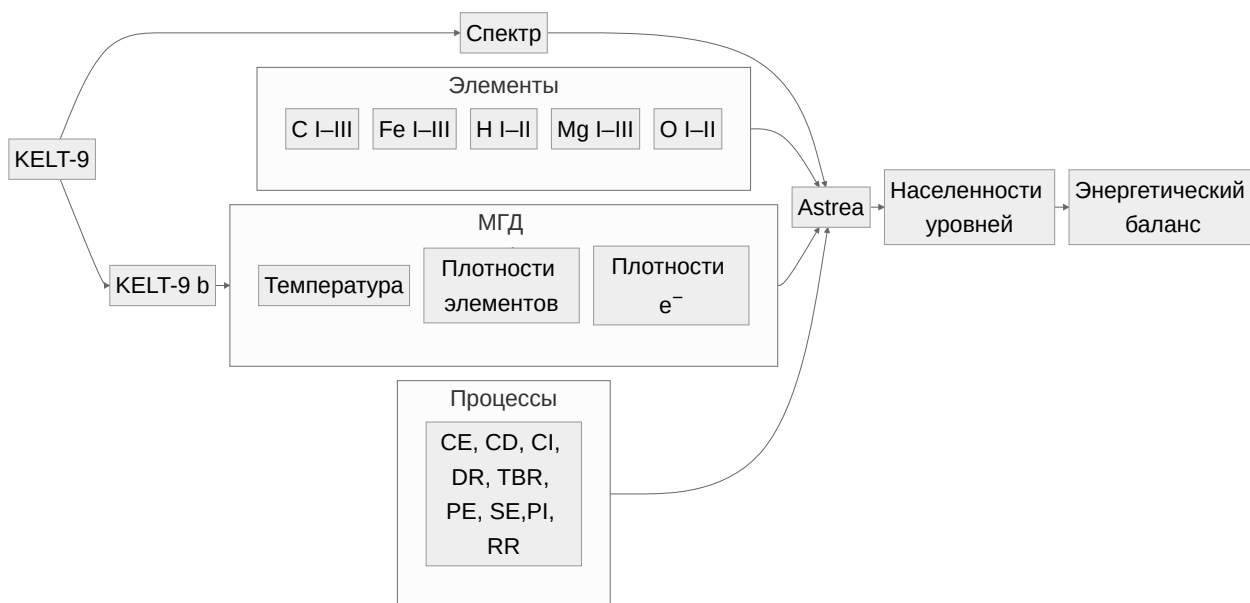 KELT-9
Спектр
Элементы
C I–III
Fe I–III
H I–II
Mg I–III
O I–II
KELT-9 b
МГД
Температура
Плотности
элементов
Плотности
e⁻
Процессы
CE, CD, CI,
DR, TBR,
PE, SE,PI,
RR
Astrea
Населенности
уровней
Энергетический
баланс